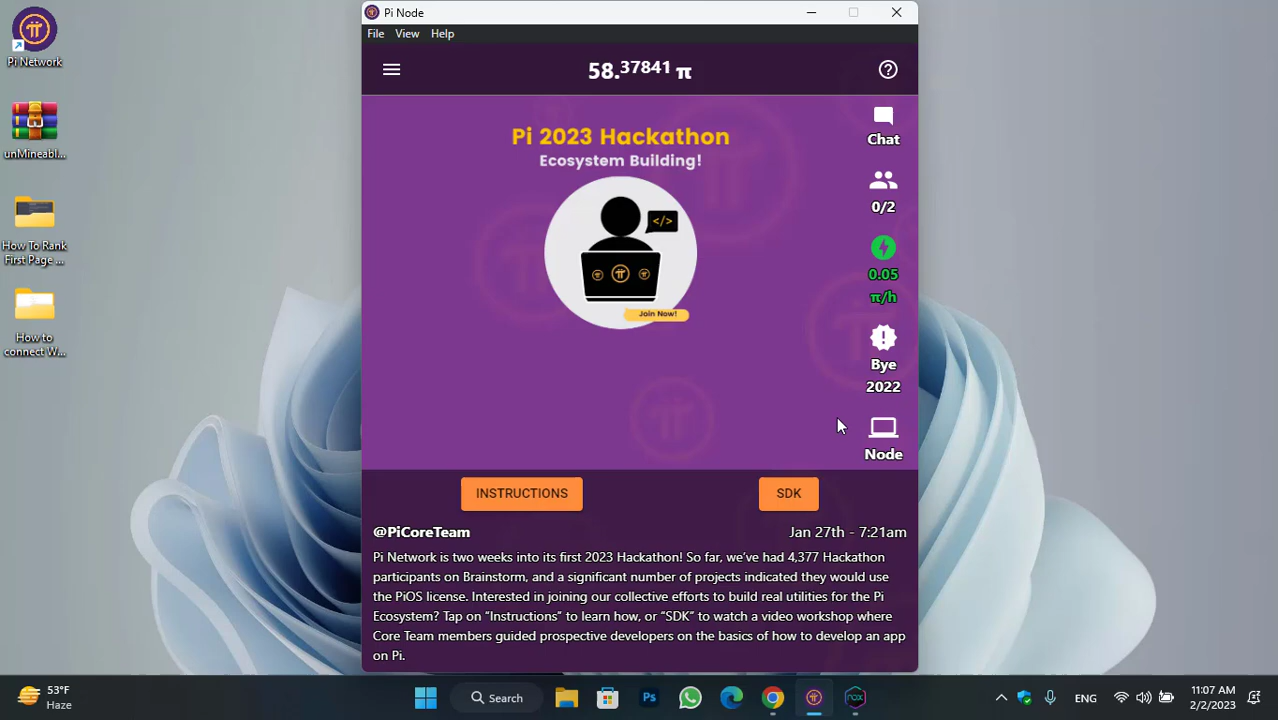 Pi Node
File View Help
58.37841 π
Pi 2023 Hackathon
Ecosystem Building!
</>
Join Now!
Chat
0/2
0.05
π/h
Bye
2022
Node
INSTRUCTIONS
SDK
@PiCoreTeam
Jan 27th - 7:21am
Pi Network is two weeks into its first 2023 Hackathon! So far, we've had 4,377 Hackathon
participants on Brainstorm, and a significant number of projects indicated they would use
the PiOS license. Interested in joining our collective efforts to build real utilities for the Pi
Ecosystem? Tap on “Instructions” to learn how, or “SDK” to watch a video workshop where
Core Team members guided prospective developers on the basics of how to develop an app
on Pi.
Pi Network
unMineabl...
How To Rank
First Page ...
How to
connect W...
53°F
Haze
Search
Ps
nox
ENG
11:07 AM
2/2/2023